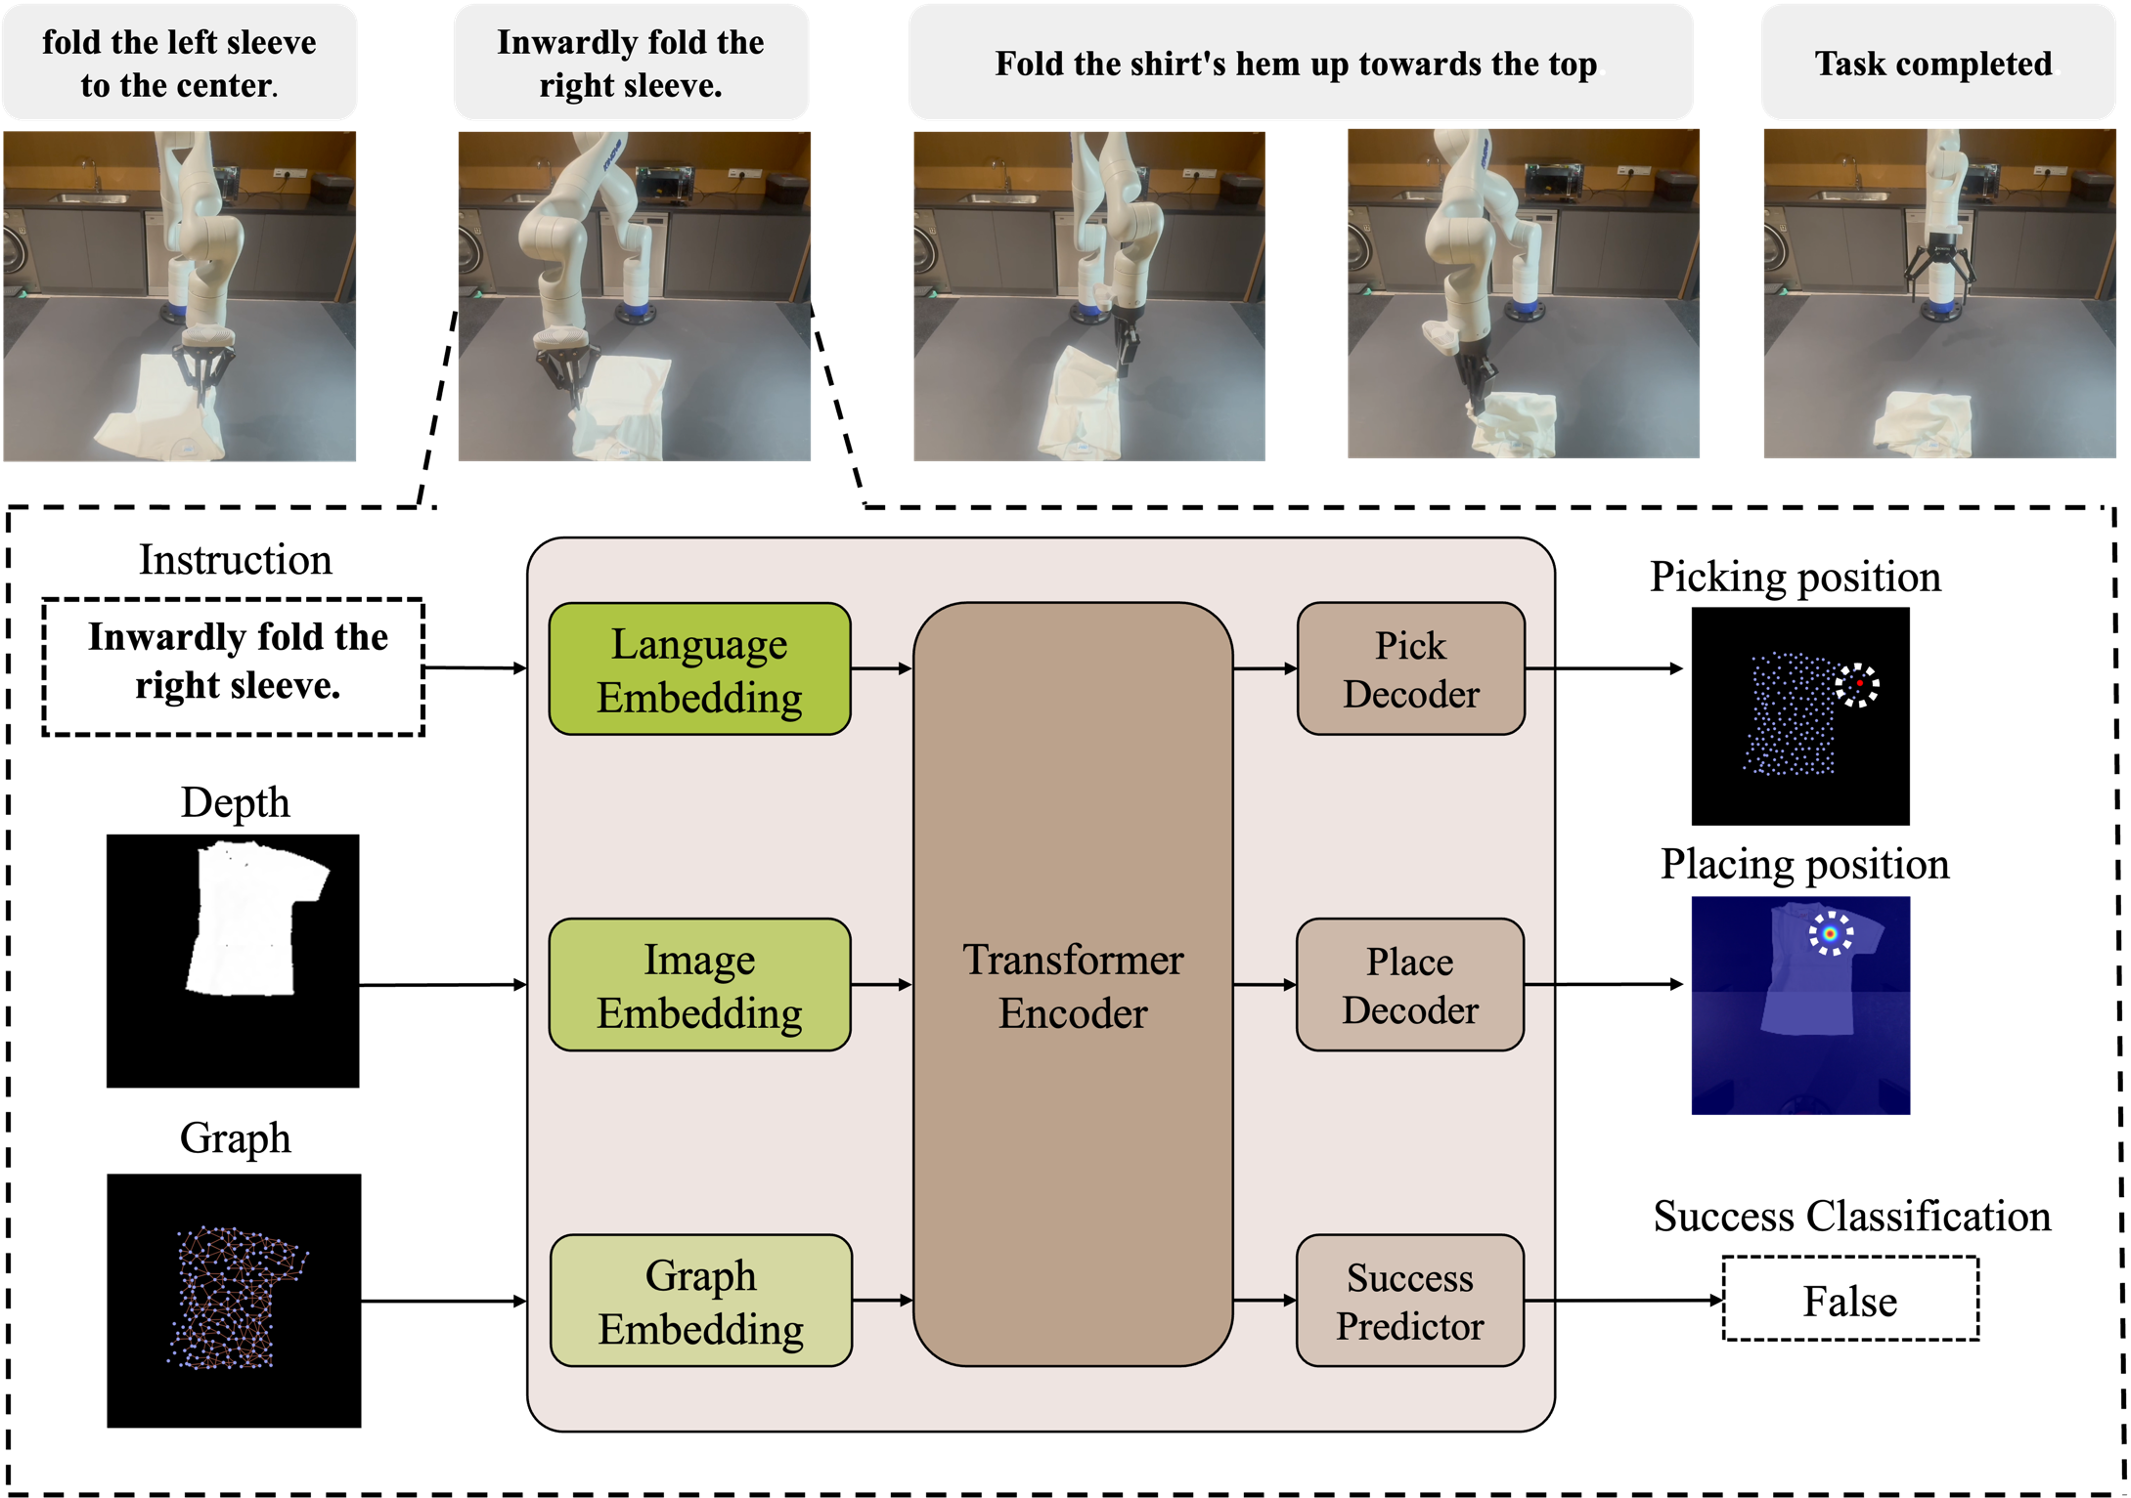 fold the left sleeve
to the center.
Inwardly fold the
right sleeve.
Fold the shirt's hem up towards the top.
Task completed.
Instruction
Inwardly fold the
right sleeve.
Depth
Graph
Language
Embedding
Image
Embedding
Graph
Embedding
Transformer
Encoder
Pick
Decoder
Place
Decoder
Success
Predictor
Picking position
Placing position
Success Classification
False